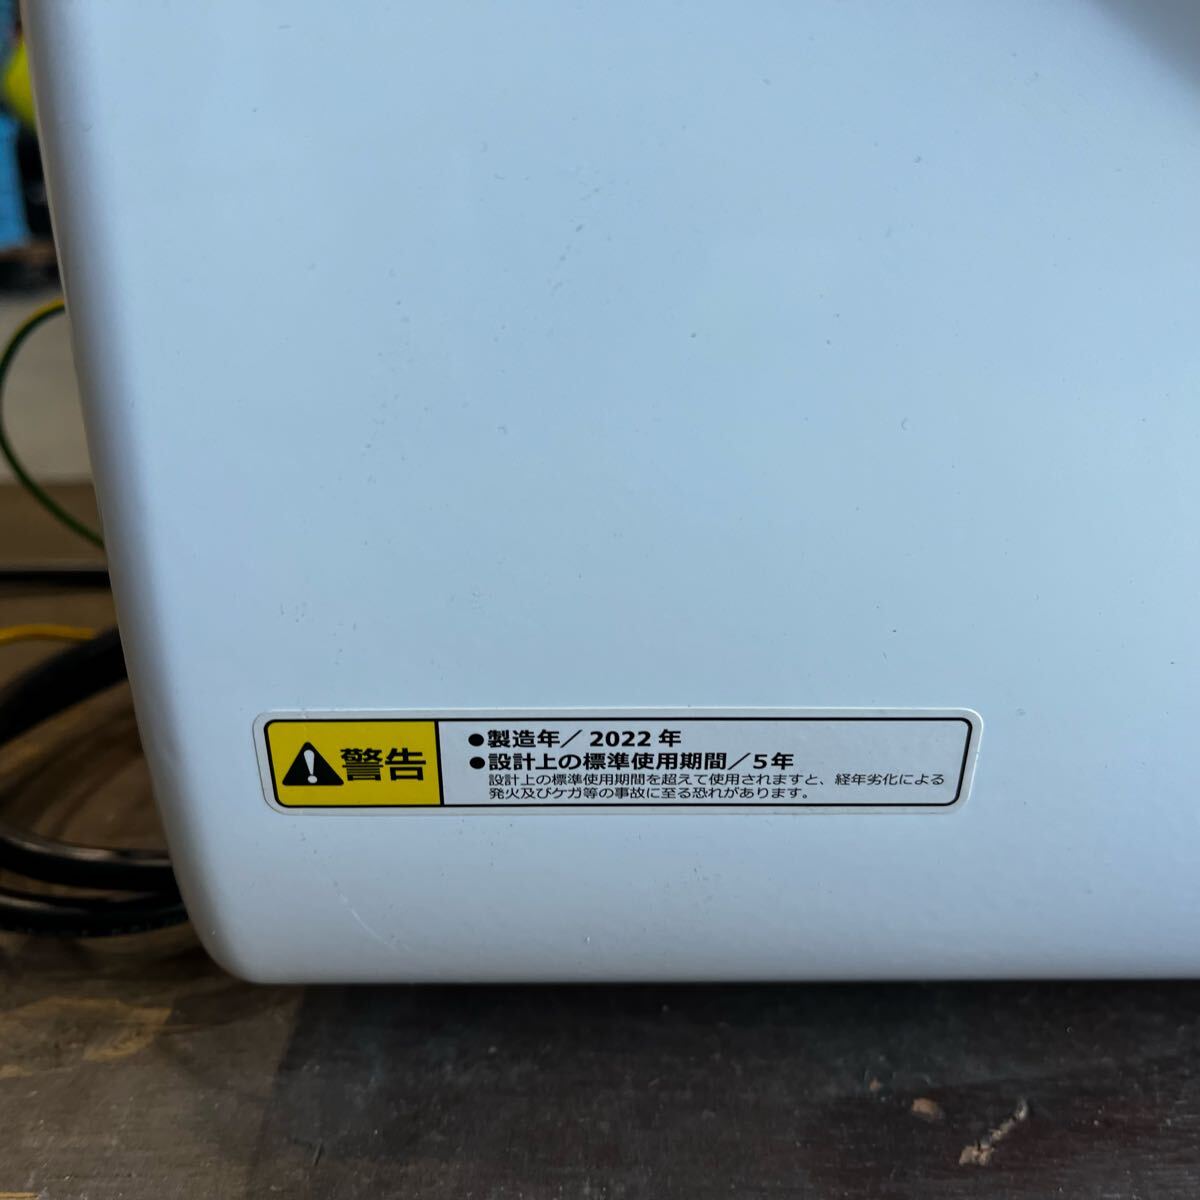 警告
●製造年／2022年
●設計上の標準使用期間／5年
設計上の標準使用期間を超えて使用されますと、経年劣化による
発火及びケガ等の事故に至る恐れがあります。